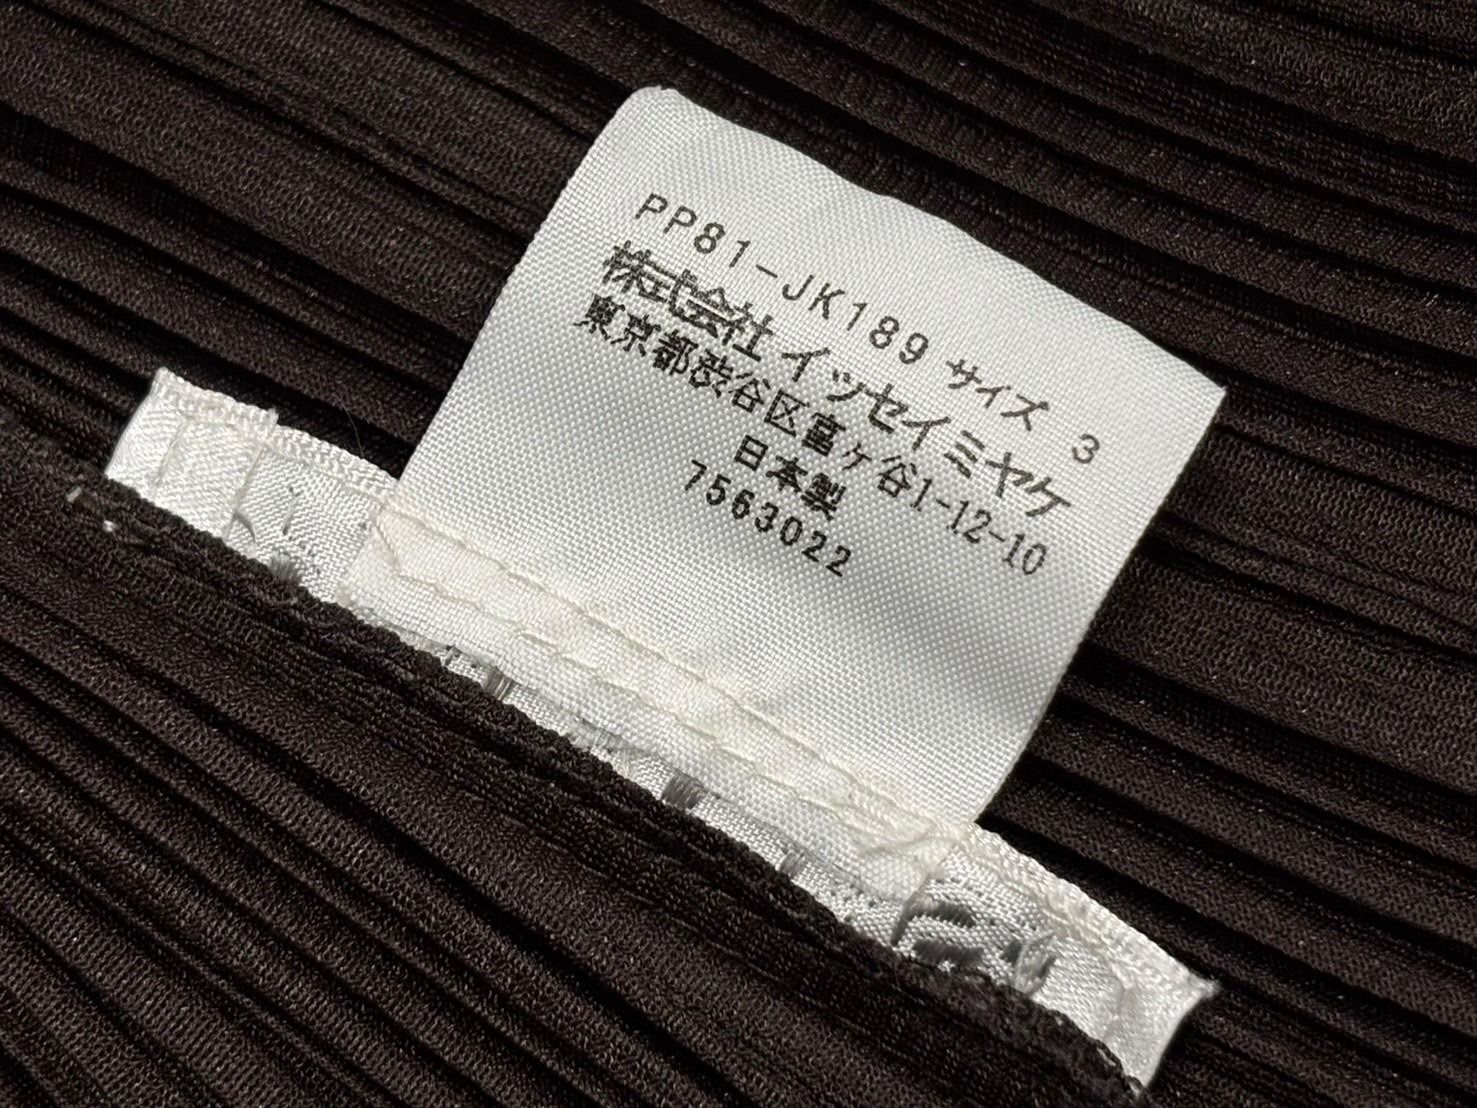 PP81-JK189 サイズ 3
株式会社 イッセイミヤケ
東京都渋谷区富ヶ谷1-12-10
日本製
7563022